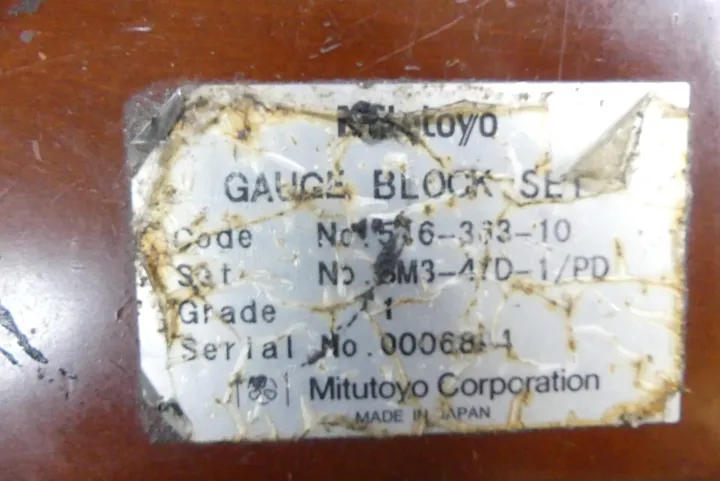 Mitutoyo
GAUGE BLOCK SET
Code No.
Set No.
Grade 1
Serial No.
Mitutoyo Corporation
MADE IN JAPAN